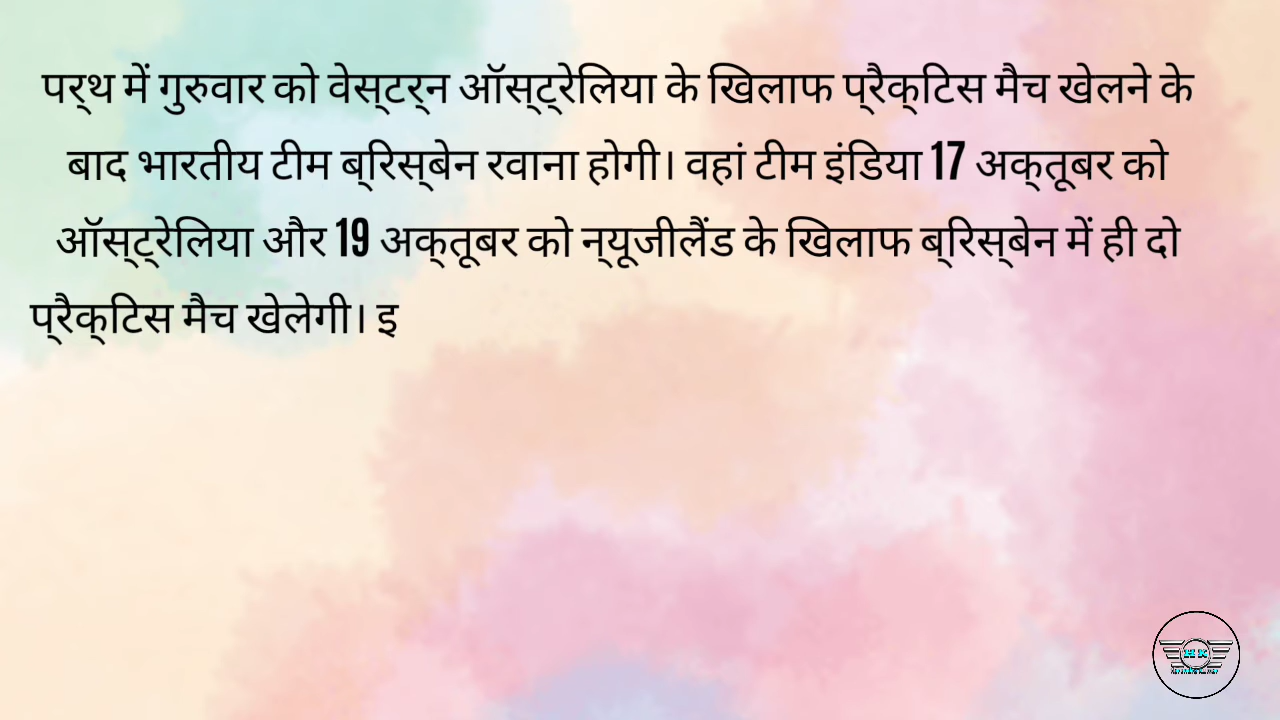 पर्थ में गुरुवार को वेस्टर्न ऑस्ट्रेलिया के खिलाफ प्रैक्टिस मैच खेलने के
बाद भारतीय टीम ब्रिस्बेन रवाना होगी। वहां टीम इंडिया 17 अक्तूबर को
ऑस्ट्रेलिया और 19 अक्तूबर को न्यूजीलैंड के खिलाफ ब्रिस्बेन में ही दो
प्रैक्टिस मैच खेलेगी। इ